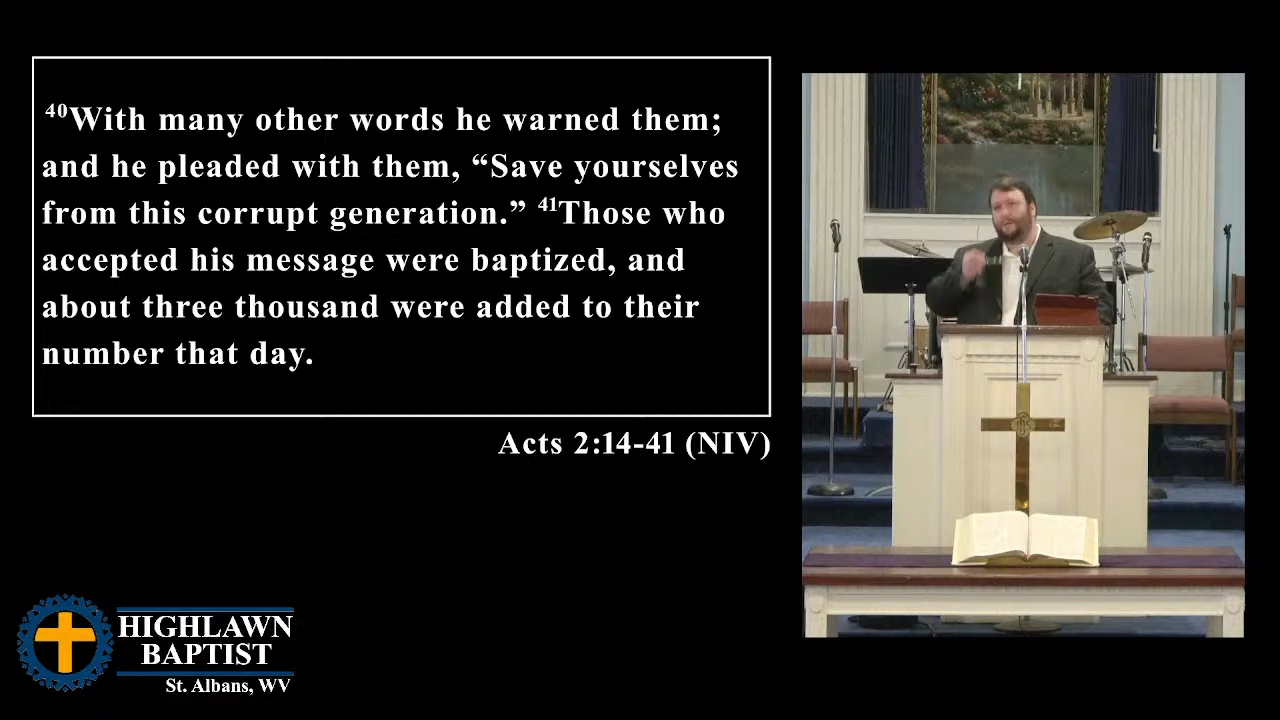 ⁴⁰With many other words he warned them;
and he pleaded with them, “Save yourselves
from this corrupt generation.” ⁴¹Those who
accepted his message were baptized, and
about three thousand were added to their
number that day.
Acts 2:14-41 (NIV)
HIGHLAWN
BAPTIST
St. Albans, WV